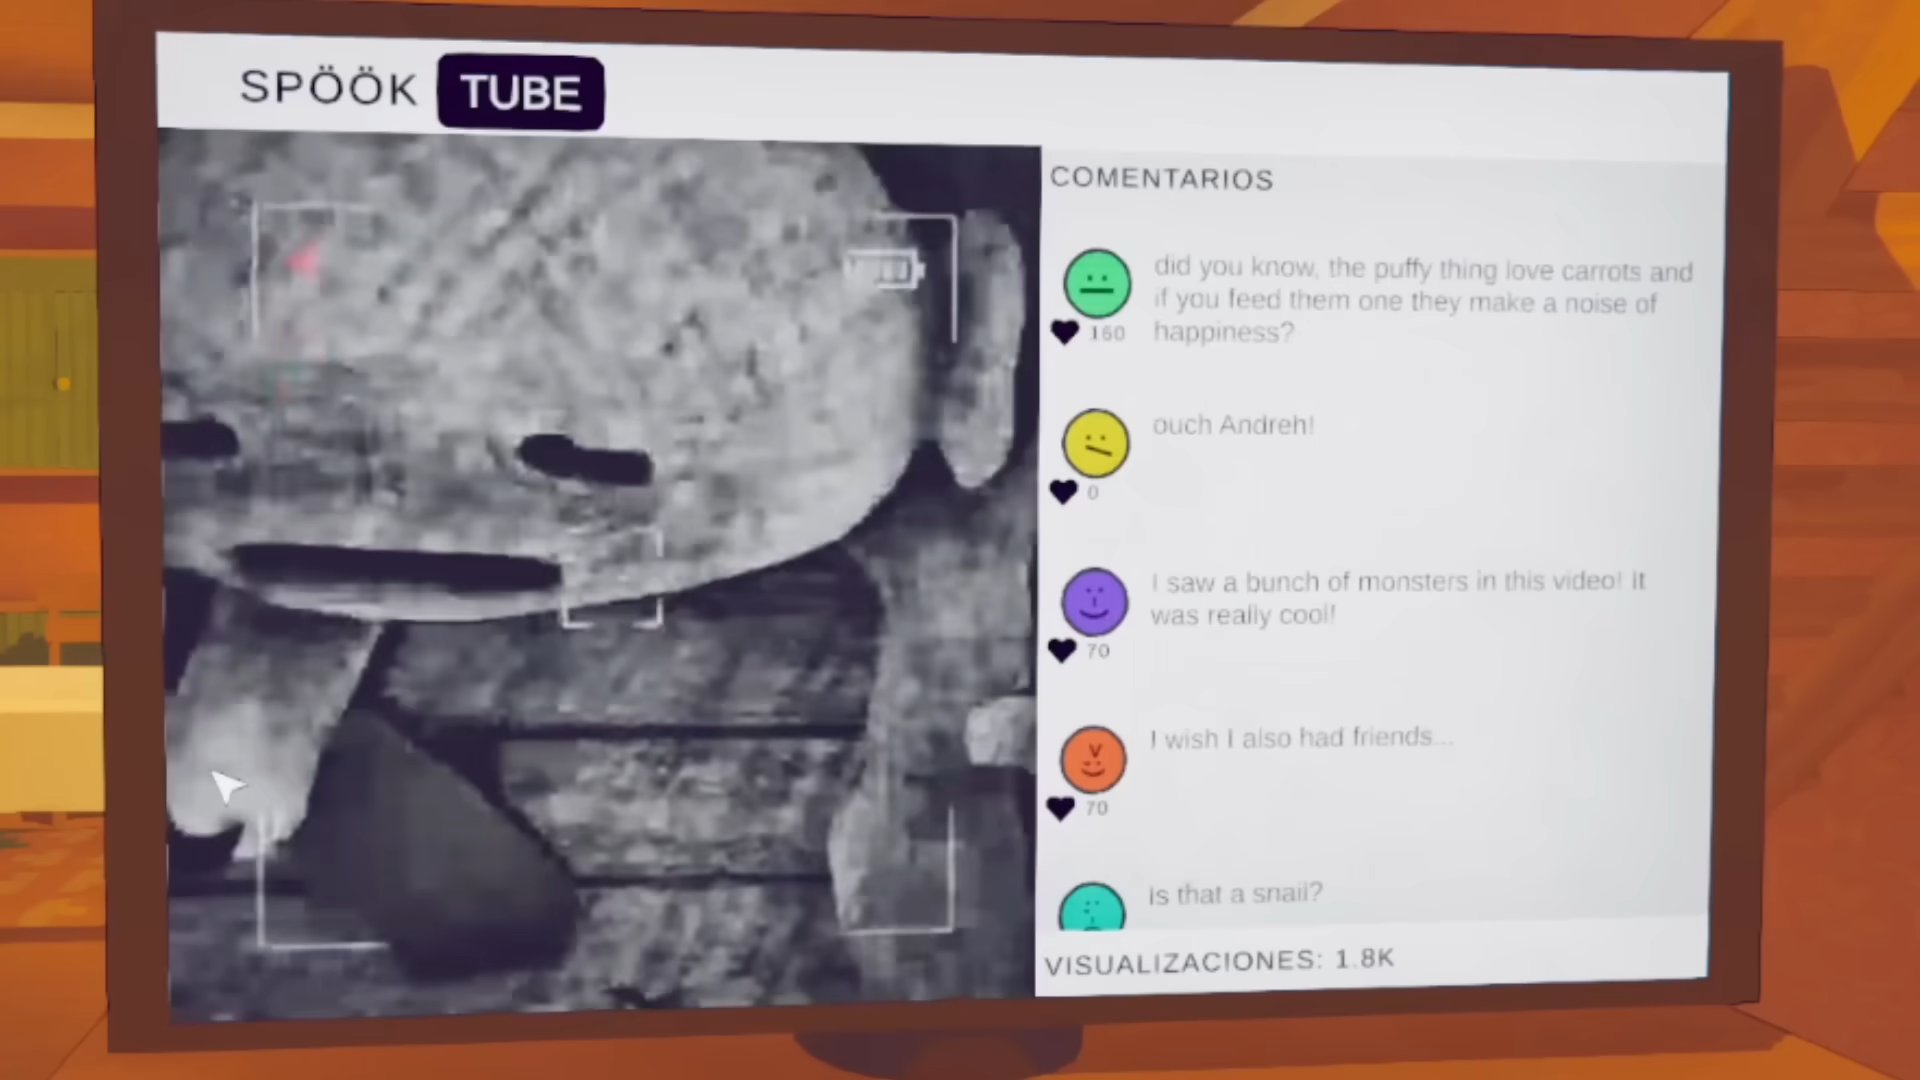 SPÖÖK TUBE
COMENTARIOS
did you know, the puffy thing love carrots and
if you feed them one they make a noise of
happiness?
160
ouch Andreh!
0
I saw a bunch of monsters in this video! It
was really cool!
70
I wish I also had friends...
70
Is that a snail?
VISUALIZACIONES: 1.8K